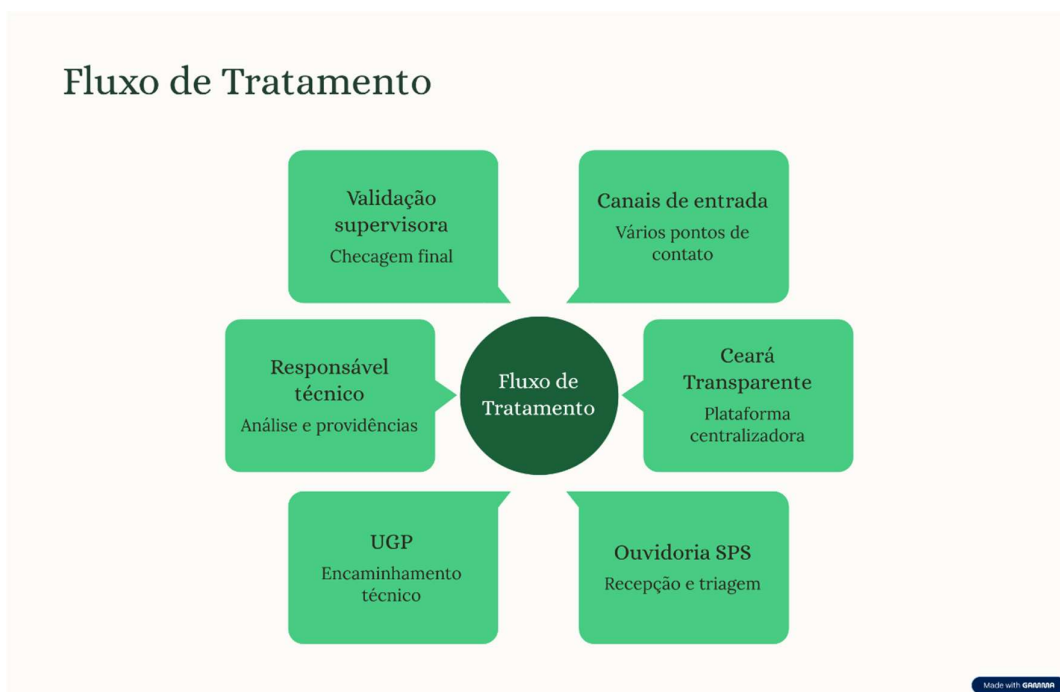 Fluxo de Tratamento
Validação
supervisora
Checagem final
Canais de entrada
Vários pontos de
contato
Responsável
técnico
Análise e providências
Fluxo de
Tratamento
Ceará
Transparente
Plataforma
centralizadora
UGP
Encaminhamento
técnico
Ouvidoria SPS
Recepção e triagem
Made with GAMMA